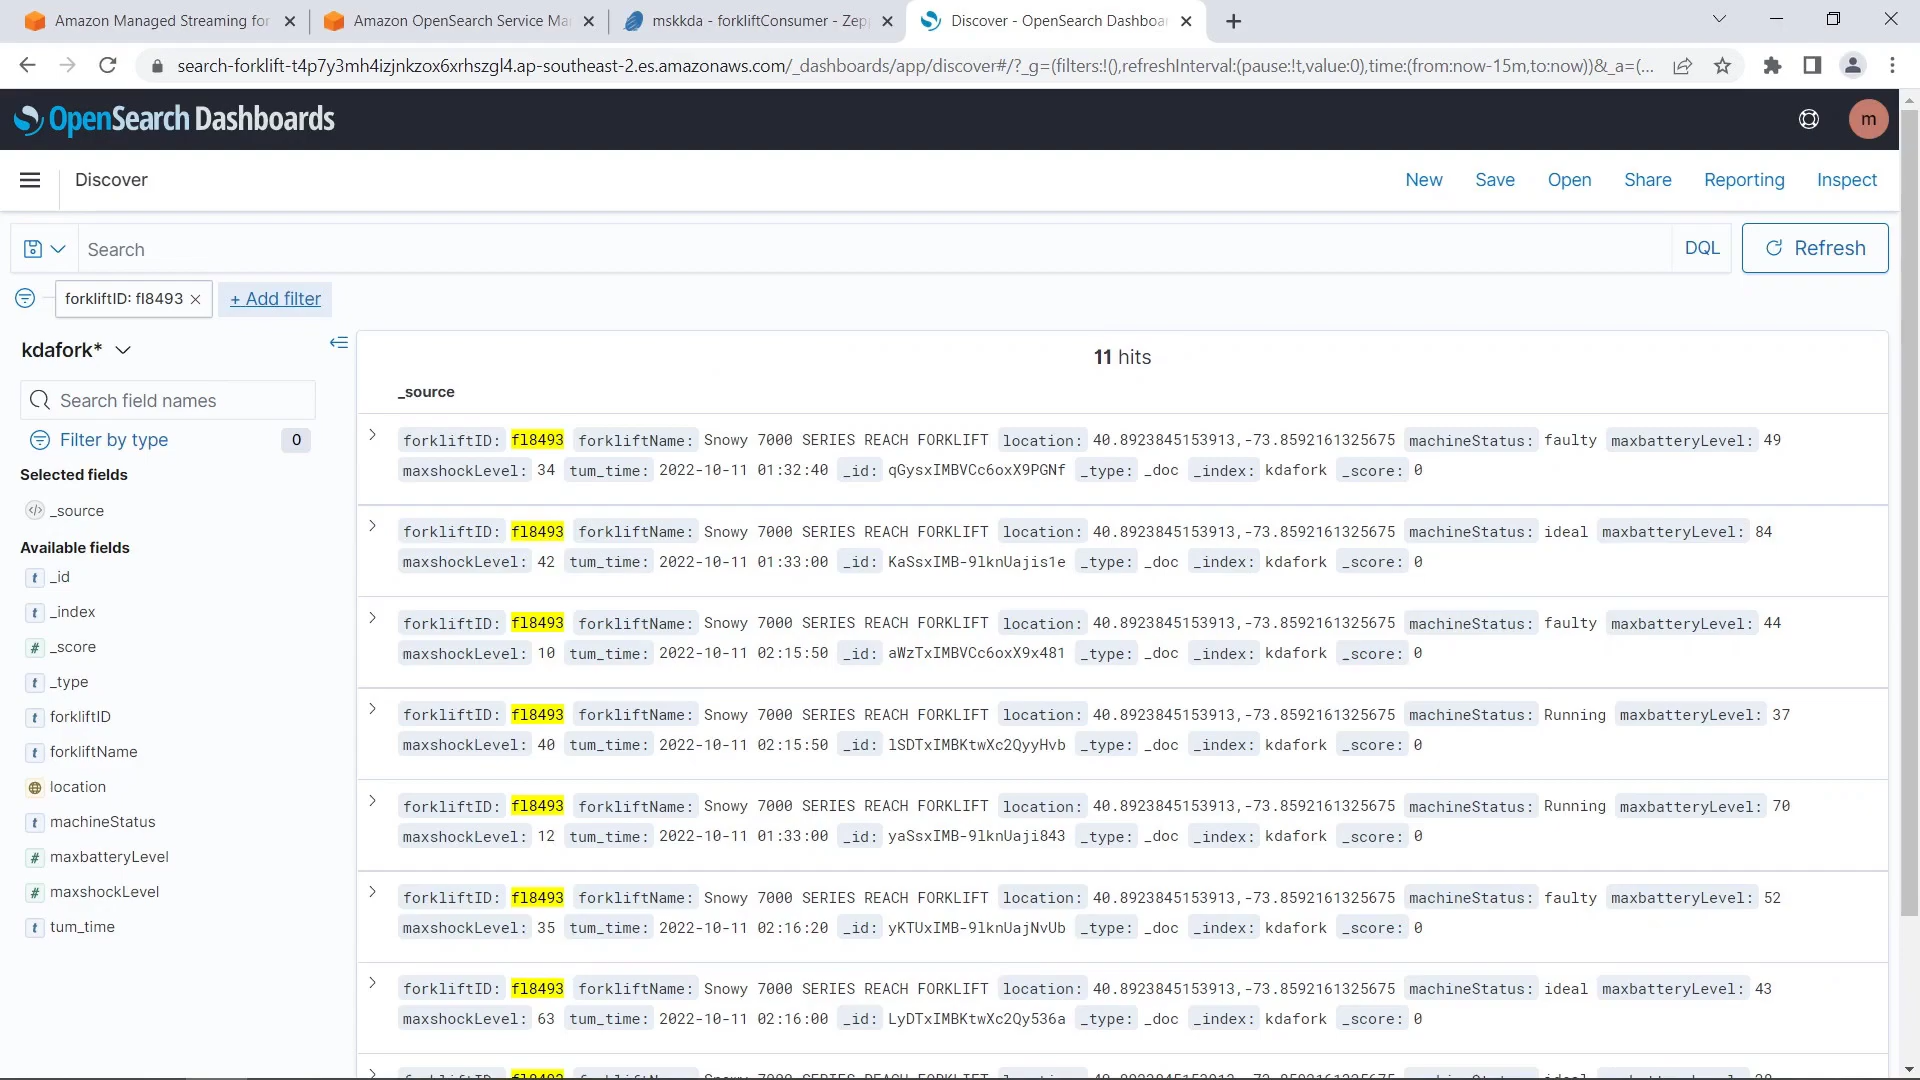 Amazon Managed Streaming for
Amazon OpenSearch Service Ma
mskkda - forkliftConsumer - Zep
Discover - OpenSearch Dashboa
search-forklift-t4p7y3mh4izjnkzox6xrhszgl4.ap-southeast-2.es.amazonaws.com/_dashboards/app/discover#/?_g=(filters:!(),refreshInterval:(pause:!t,value:0),time:(from:now-15m,to:now))&_a=(...
OpenSearch Dashboards
m
Discover
New Save Open Share Reporting Inspect
Search
DQL
Refresh
forkliftID: fl8493 ×
+ Add filter
kdafork*
Search field names
Filter by type 0
Selected fields
_source
Available fields
t _id
t _index
# _score
t _type
t forkliftID
t forkliftName
location
t machineStatus
# maxbatteryLevel
# maxshockLevel
t tum_time
11 hits
_source
forkliftID: fl8493 forkliftName: Snowy 7000 SERIES REACH FORKLIFT location: 40.8923845153913,-73.8592161325675 machineStatus: faulty maxbatteryLevel: 49
maxshockLevel: 34 tum_time: 2022-10-11 01:32:40 _id: qGysxIMBVCc6oxX9PGNf _type: _doc _index: kdafork _score: 0
forkliftID: fl8493 forkliftName: Snowy 7000 SERIES REACH FORKLIFT location: 40.8923845153913,-73.8592161325675 machineStatus: ideal maxbatteryLevel: 84
maxshockLevel: 42 tum_time: 2022-10-11 01:33:00 _id: KaSsxIMB-9lknUajis1e _type: _doc _index: kdafork _score: 0
forkliftID: fl8493 forkliftName: Snowy 7000 SERIES REACH FORKLIFT location: 40.8923845153913,-73.8592161325675 machineStatus: faulty maxbatteryLevel: 44
maxshockLevel: 10 tum_time: 2022-10-11 02:15:50 _id: aWzTxIMBVCc6oxX9x481 _type: _doc _index: kdafork _score: 0
forkliftID: fl8493 forkliftName: Snowy 7000 SERIES REACH FORKLIFT location: 40.8923845153913,-73.8592161325675 machineStatus: Running maxbatteryLevel: 37
maxshockLevel: 40 tum_time: 2022-10-11 02:15:50 _id: lSDTxIMBKtwXc2QyyHvb _type: _doc _index: kdafork _score: 0
forkliftID: fl8493 forkliftName: Snowy 7000 SERIES REACH FORKLIFT location: 40.8923845153913,-73.8592161325675 machineStatus: Running maxbatteryLevel: 70
maxshockLevel: 12 tum_time: 2022-10-11 01:33:00 _id: yaSsxIMB-9lknUaji843 _type: _doc _index: kdafork _score: 0
forkliftID: fl8493 forkliftName: Snowy 7000 SERIES REACH FORKLIFT location: 40.8923845153913,-73.8592161325675 machineStatus: faulty maxbatteryLevel: 52
maxshockLevel: 35 tum_time: 2022-10-11 02:16:20 _id: yKTUxIMB-9lknUajNvUb _type: _doc _index: kdafork _score: 0
forkliftID: fl8493 forkliftName: Snowy 7000 SERIES REACH FORKLIFT location: 40.8923845153913,-73.8592161325675 machineStatus: ideal maxbatteryLevel: 43
maxshockLevel: 63 tum_time: 2022-10-11 02:16:00 _id: LyDTxIMBKtwXc2Qy536a _type: _doc _index: kdafork _score: 0